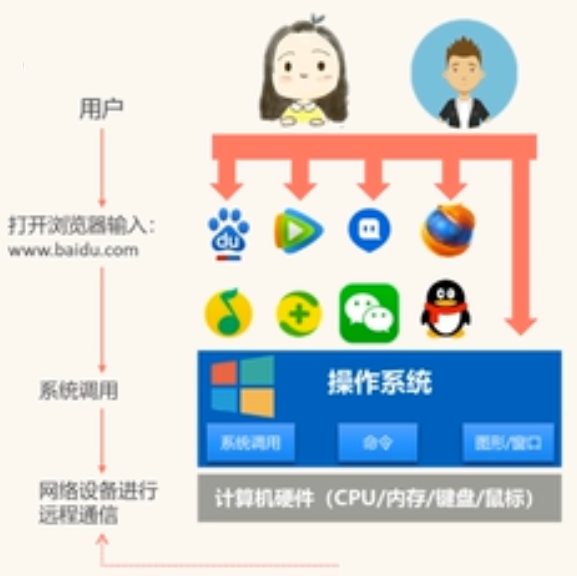 用户
打开浏览器输入：
www.baidu.com
du
系统调用
操作系统
系统调用
命令
图形/窗口
网络设备进行
远程通信
计算机硬件（CPU/内存/键盘/鼠标）